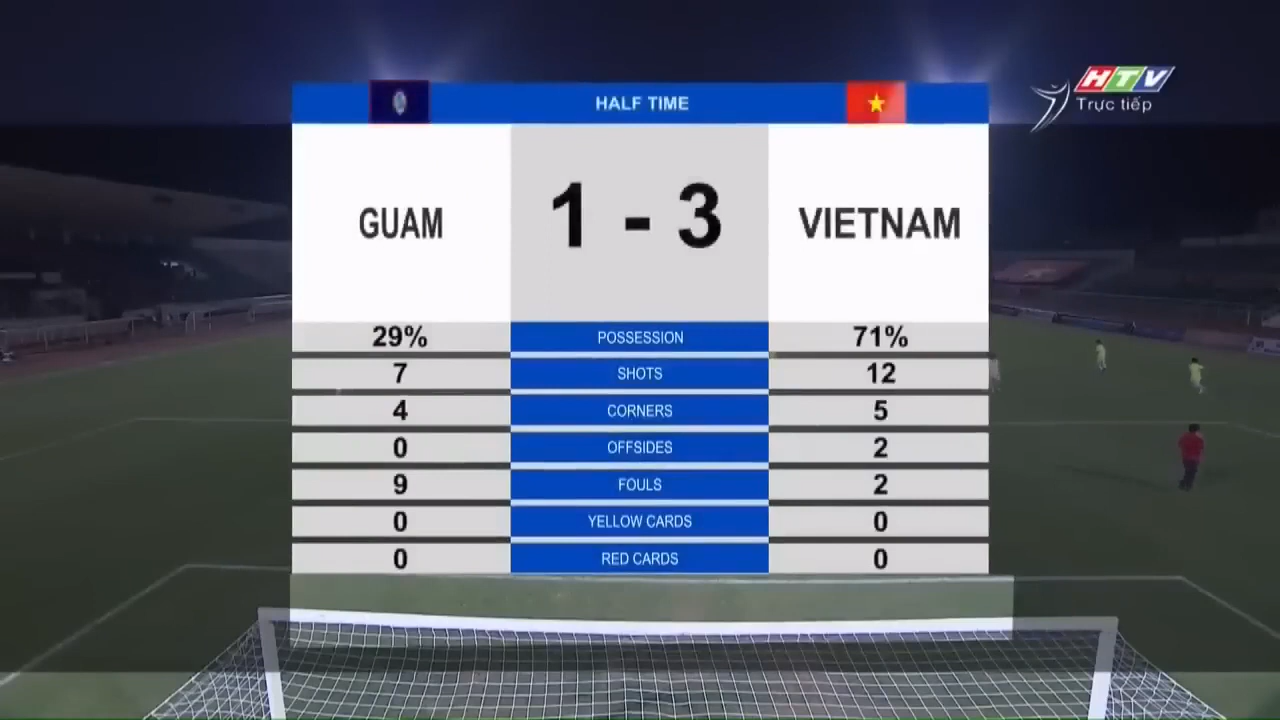 HTV
Trực tiếp
HALF TIME
GUAM 1 - 3 VIETNAM
29% POSSESSION 71%
7 SHOTS 12
4 CORNERS 5
0 OFFSIDES 2
9 FOULS 2
0 YELLOW CARDS 0
0 RED CARDS 0